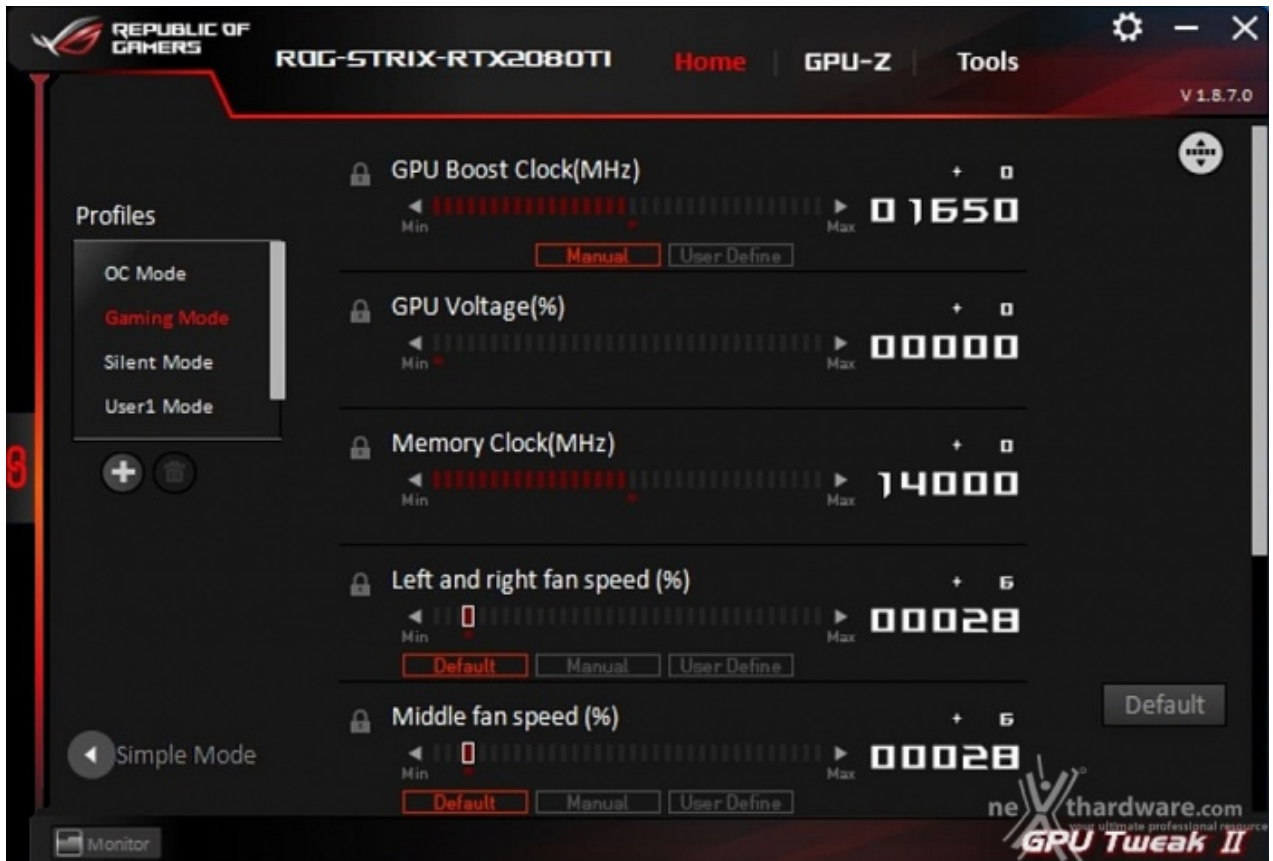 REPUBLIC OF
GAMERS
ROG-STRIX-RTX2080TI
Home
GPU-Z
Tools
V 1.8.7.0
Profiles
OC Mode
Gaming Mode
Silent Mode
User1 Mode
Simple Mode
Monitor
GPU Boost Clock(MHz)
+ 0
Min
Max
01650
Manual
User Define
GPU Voltage(%)
+ 0
Min
Max
00000
Memory Clock(MHz)
+ 0
Min
Max
14000
Left and right fan speed (%)
+ 6
Min
Max
00028
Default
Manual
User Define
Middle fan speed (%)
+ 6
Min
Max
00028
Default
Manual
User Define
Default
nexthardware.com
your ultimate professional resource
GPU Tweak II